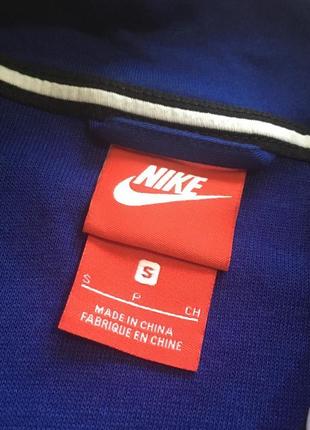 NIKE
S
S P CH
MADE IN CHINA
FABRIQUE EN CHINE